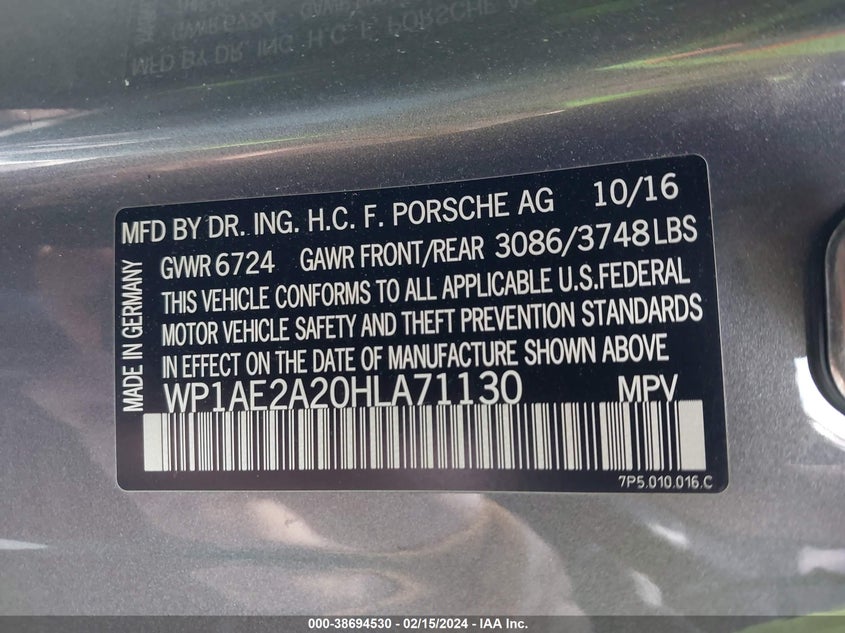 MFD BY DR. ING. H.C. F. PORSCHE AG 10/16
GVWR 6724 GAWR FRONT/REAR 3086/3748 LBS
THIS VEHICLE CONFORMS TO ALL APPLICABLE U.S.FEDERAL
MOTOR VEHICLE SAFETY AND THEFT PREVENTION STANDARDS
IN EFFECT ON THE DATE OF MANUFACTURE SHOWN ABOVE
WP1AE2A20HLA71130 MPV
MADE IN GERMANY
7P5.010.016.C
000-38694530 - 02/15/2024 - IAA Inc.